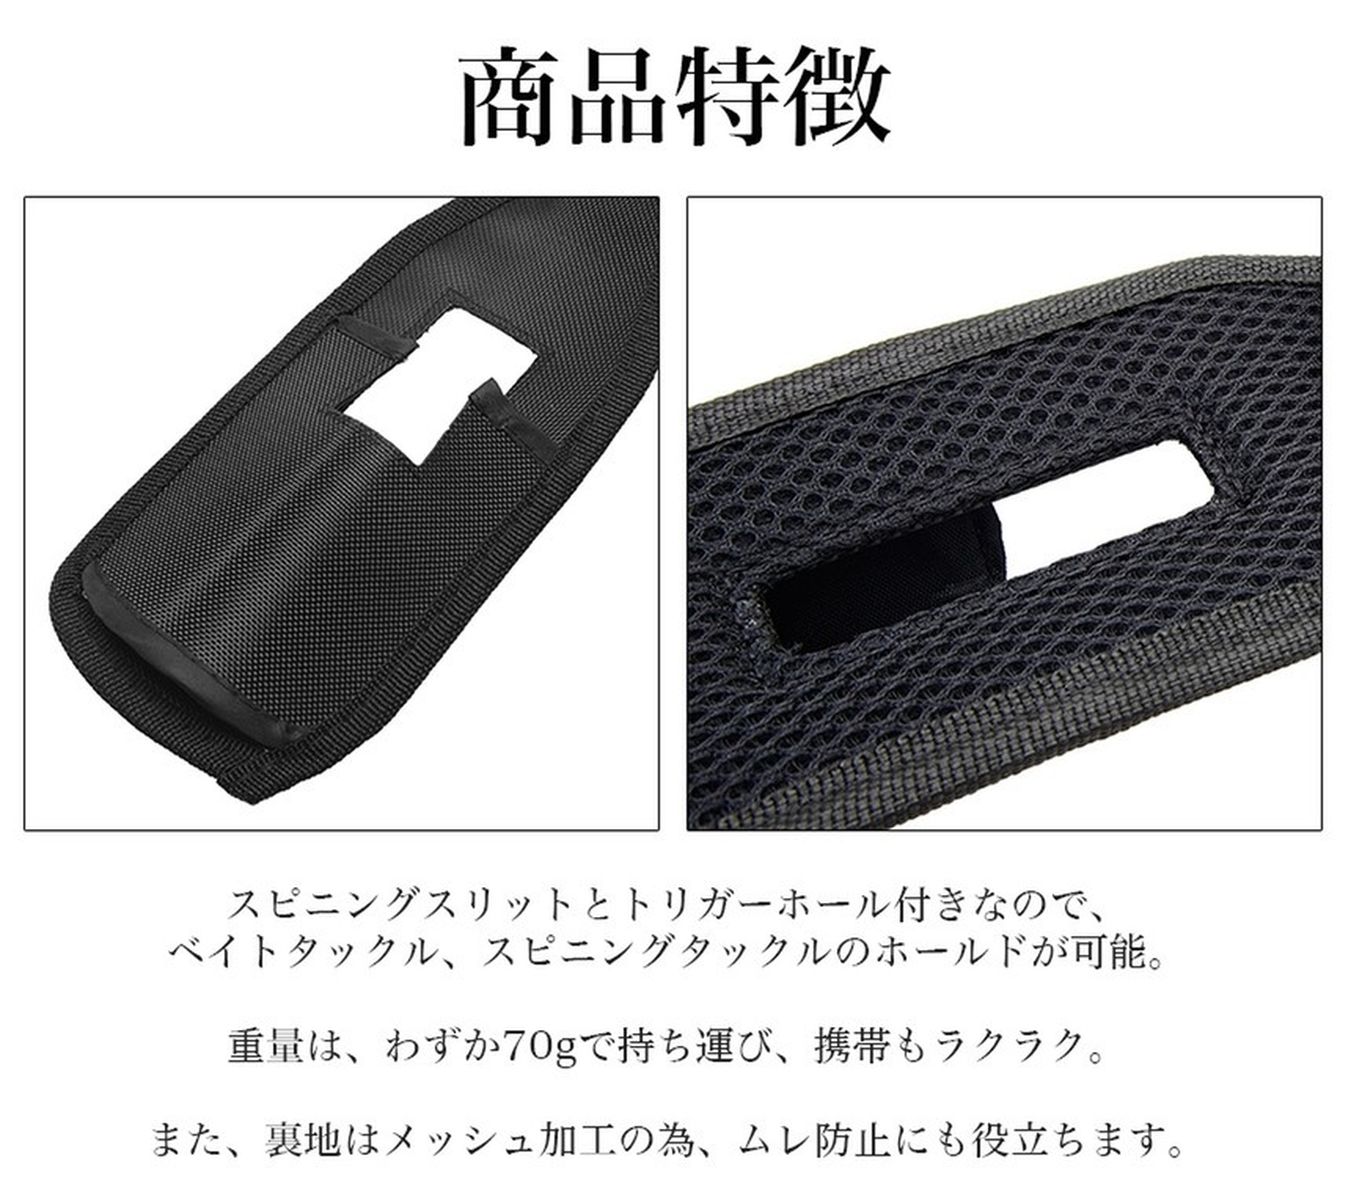 商品特徴
スピニングスリットとトリガーホール付きなので、
ベイトタックル、スピニングタックルのホールドが可能。
重量は、わずか70gで持ち運び、携帯もラクラク。
また、裏地はメッシュ加工の為、ムレ防止にも役立ちます。